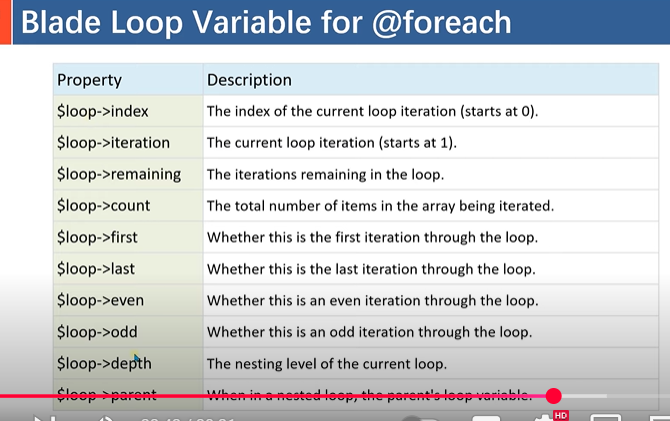 Blade Loop Variable for @foreach
Property Description
$loop->index The index of the current loop iteration (starts at 0).
$loop->iteration The current loop iteration (starts at 1).
$loop->remaining The iterations remaining in the loop.
$loop->count The total number of items in the array being iterated.
$loop->first Whether this is the first iteration through the loop.
$loop->last Whether this is the last iteration through the loop.
$loop->even Whether this is an even iteration through the loop.
$loop->odd Whether this is an odd iteration through the loop.
$loop->depth The nesting level of the current loop.
$loop->parent When in a nested loop, the parent's loop variable.
HD